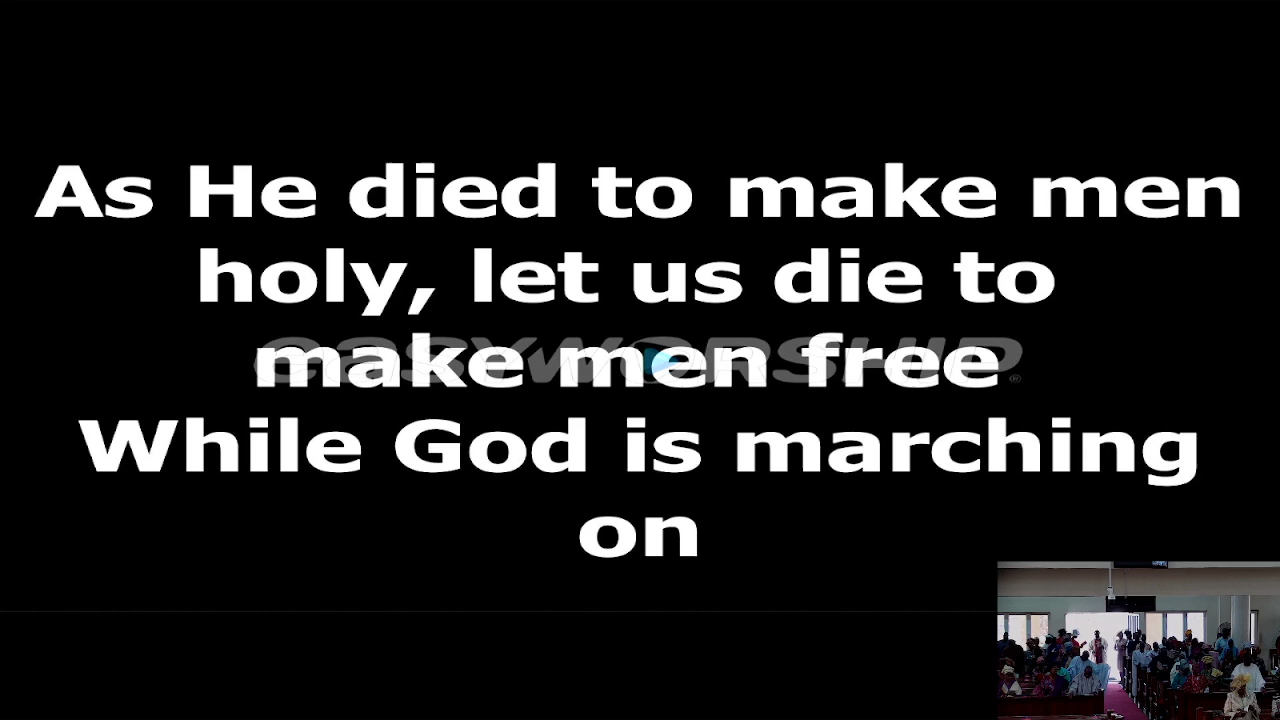 As He died to make men
holy, let us die to
make men free
easyworship®
While God is marching
on